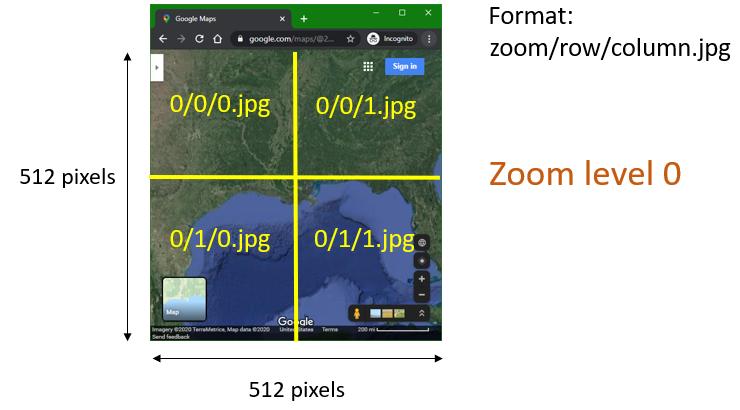 Format:
zoom/row/column.jpg
Google Maps
google.com/maps/@2...
Incognito
Sign in
0/0/0.jpg
0/0/1.jpg
Zoom level 0
512 pixels
0/1/0.jpg
0/1/1.jpg
Map
Google
Imagery ©2020 TerraMetrics, Map data ©2020 United States Terms 200 mi
Send feedback
512 pixels